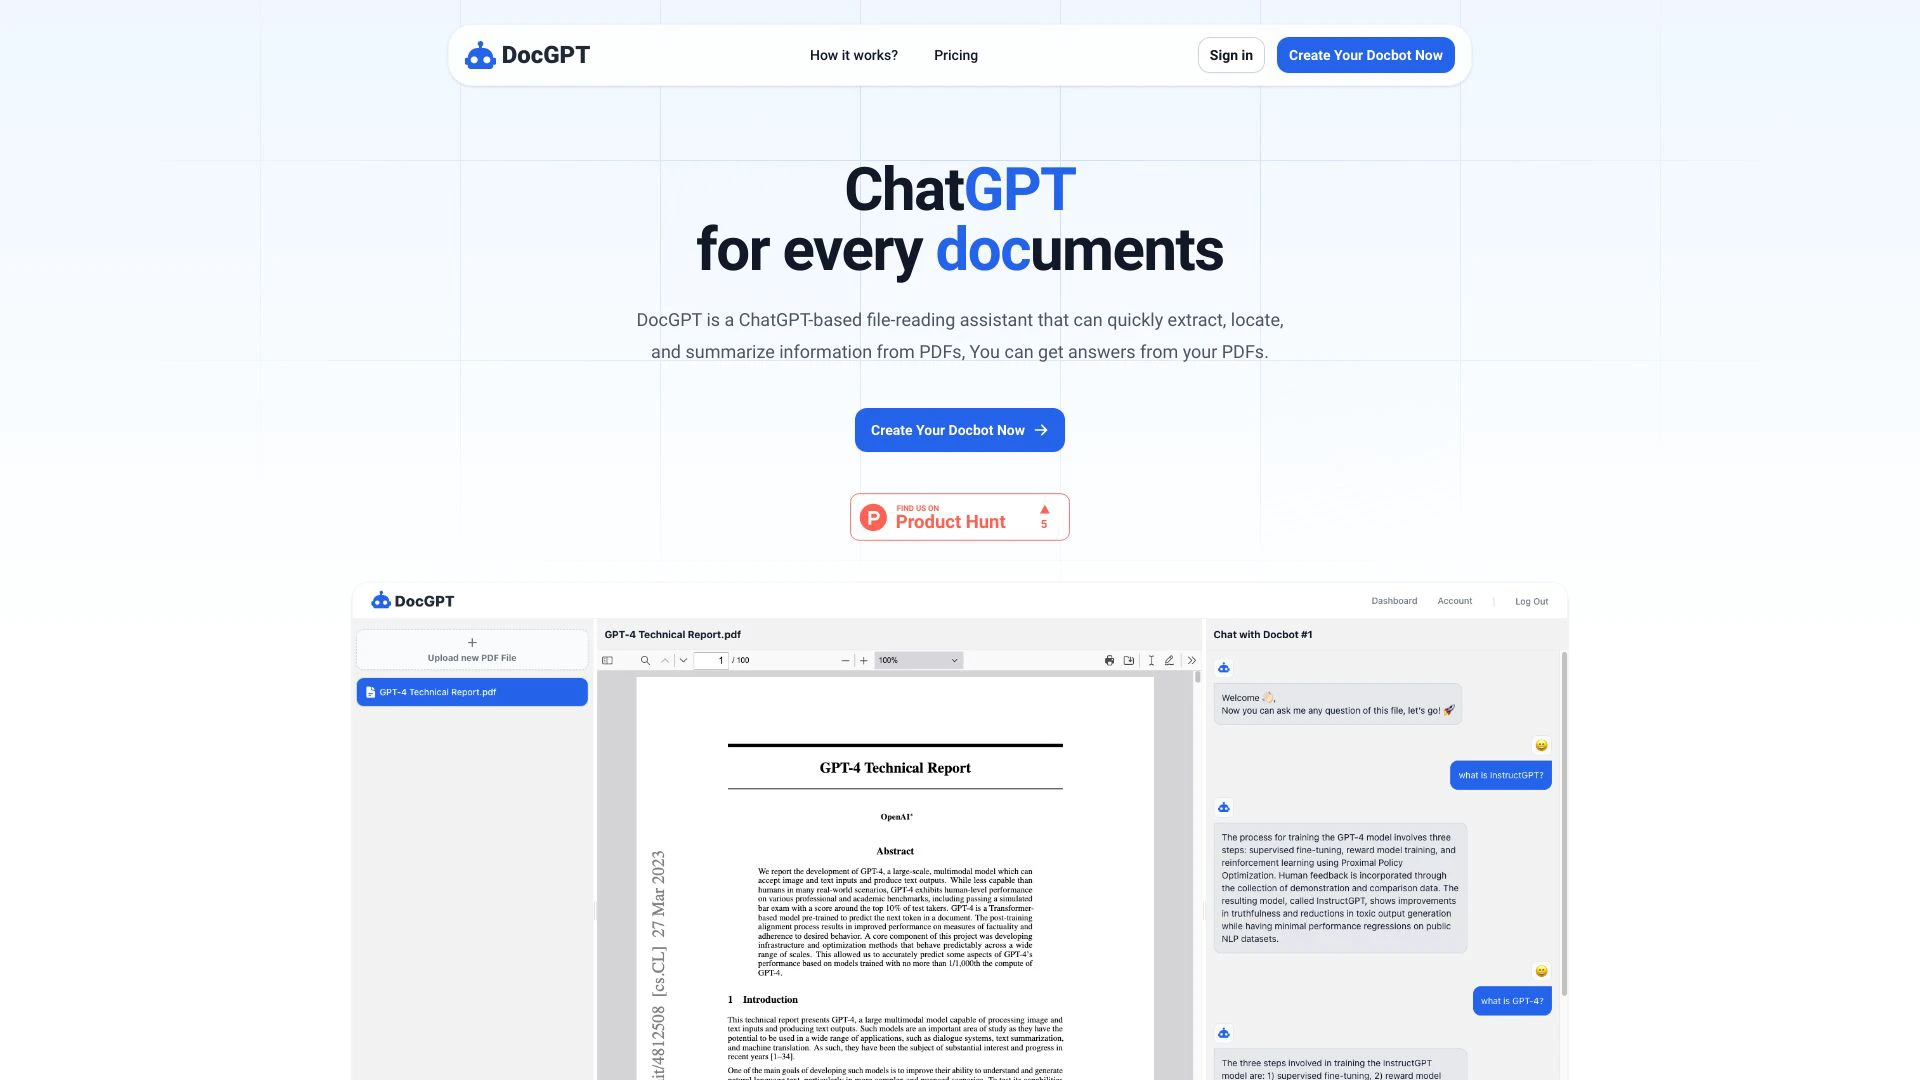 DocGPT
How it works?
Pricing
Sign in
Create Your Docbot Now
ChatGPT
for every documents
DocGPT is a ChatGPT-based file-reading assistant that can quickly extract, locate,
and summarize information from PDFs, You can get answers from your PDFs.
Create Your Docbot Now →
P
FIND US ON
Product Hunt
5
DocGPT
Dashboard
Account
|
Log Out
+
Upload new PDF File
GPT-4 Technical Report.pdf
GPT-4 Technical Report.pdf
1 / 100
100%
GPT-4 Technical Report
OpenAI*
Abstract
We report the development of GPT-4, a large-scale, multimodal model which can
accept image and text inputs and produce text outputs. While less capable than
humans in many real-world scenarios, GPT-4 exhibits human-level performance
on various professional and academic benchmarks, including passing a simulated
bar exam with a score around the top 10% of test takers. GPT-4 is a Transformer-
based model pre-trained to predict the next token in a document. The post-training
alignment process results in improved performance on measures of factuality and
adherence to desired behavior. A core component of this project was developing
infrastructure and optimization methods that behave predictably across a wide
range of scales. This allowed us to accurately predict some aspects of GPT-4's
performance based on models trained with no more than 1/1,000th the compute of
GPT-4.
1 Introduction
This technical report presents GPT-4, a large multimodal model capable of processing image and
text inputs and producing text outputs. Such models are an important area of study as they have the
potential to be used in a wide range of applications, such as dialogue systems, text summarization,
and machine translation. As such, they have been the subject of substantial interest and progress in
recent years [1–34].
One of the main goals of developing such models is to improve their ability to understand and generate
it/4812508 [cs.CL] 27 Mar 2023
Chat with Docbot #1
Welcome 👋🏻,
Now you can ask me any question of this file, let's go! 🚀
what is InstructGPT?
The process for training the GPT-4 model involves three
steps: supervised fine-tuning, reward model training, and
reinforcement learning using Proximal Policy
Optimization. Human feedback is incorporated through
the collection of demonstration and comparison data. The
resulting model, called InstructGPT, shows improvements
in truthfulness and reductions in toxic output generation
while having minimal performance regressions on public
NLP datasets.
what is GPT-4?
The three steps involved in training the InstructGPT
model are: 1) supervised fine-tuning, 2) reward model